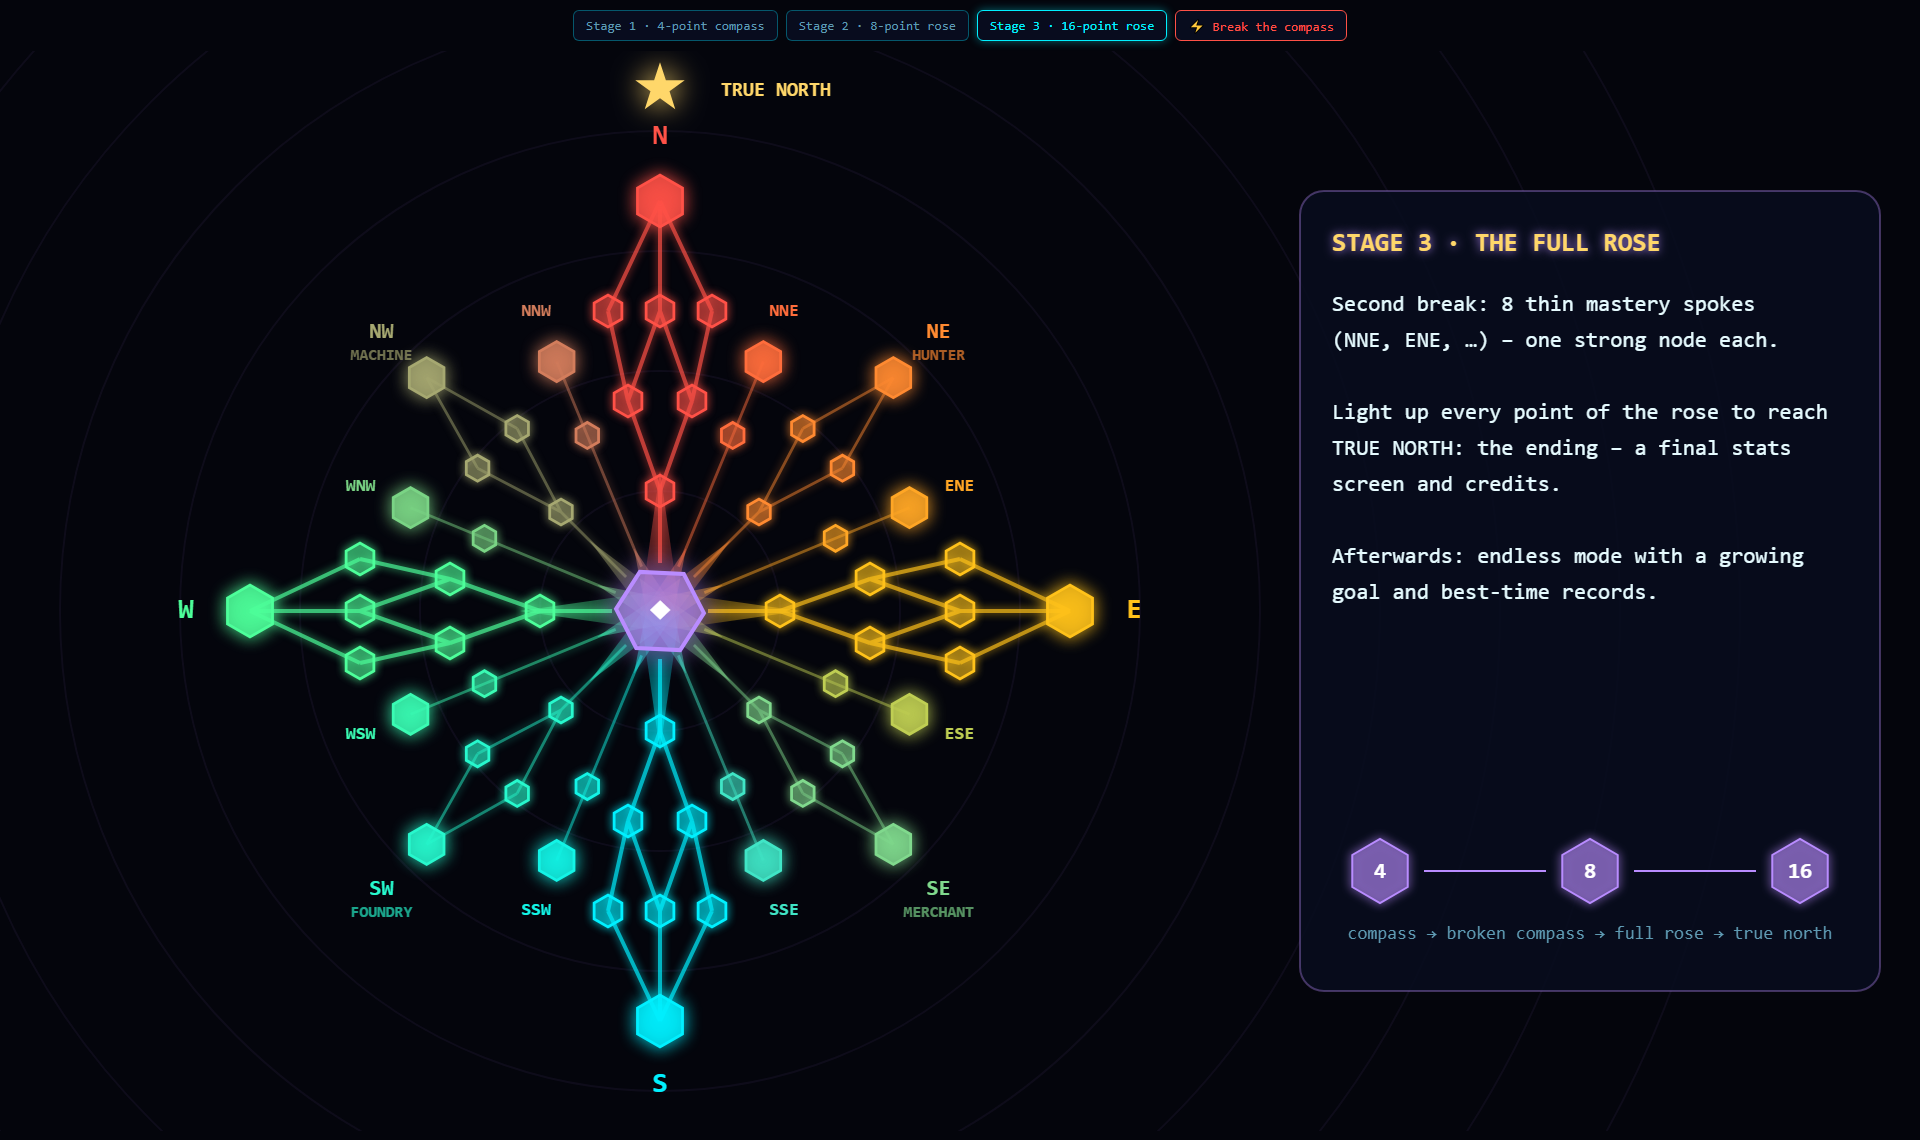 Stage 1 · 4-point compass
Stage 2 · 8-point rose
Stage 3 · 16-point rose
⚡ Break the compass
TRUE NORTH
N
NNW
NNE
NW
MACHINE
NE
HUNTER
WNW
ENE
W
E
WSW
ESE
SW
FOUNDRY
SSW
SSE
SE
MERCHANT
S
STAGE 3 · THE FULL ROSE
Second break: 8 thin mastery spokes
(NNE, ENE, …) – one strong node each.
Light up every point of the rose to reach
TRUE NORTH: the ending – a final stats
screen and credits.
Afterwards: endless mode with a growing
goal and best-time records.
4
8
16
compass → broken compass → full rose → true north